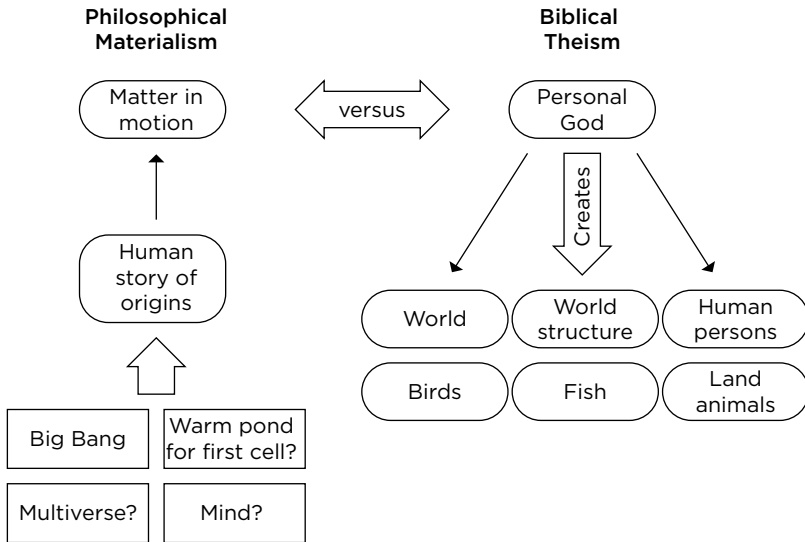 Philosophical
Materialism
Biblical
Theism
Matter in
motion
versus
Personal
God
Creates
Human
story of
origins
World
World
structure
Human
persons
Birds
Fish
Land
animals
Big Bang
Warm pond
for first cell?
Multiverse?
Mind?